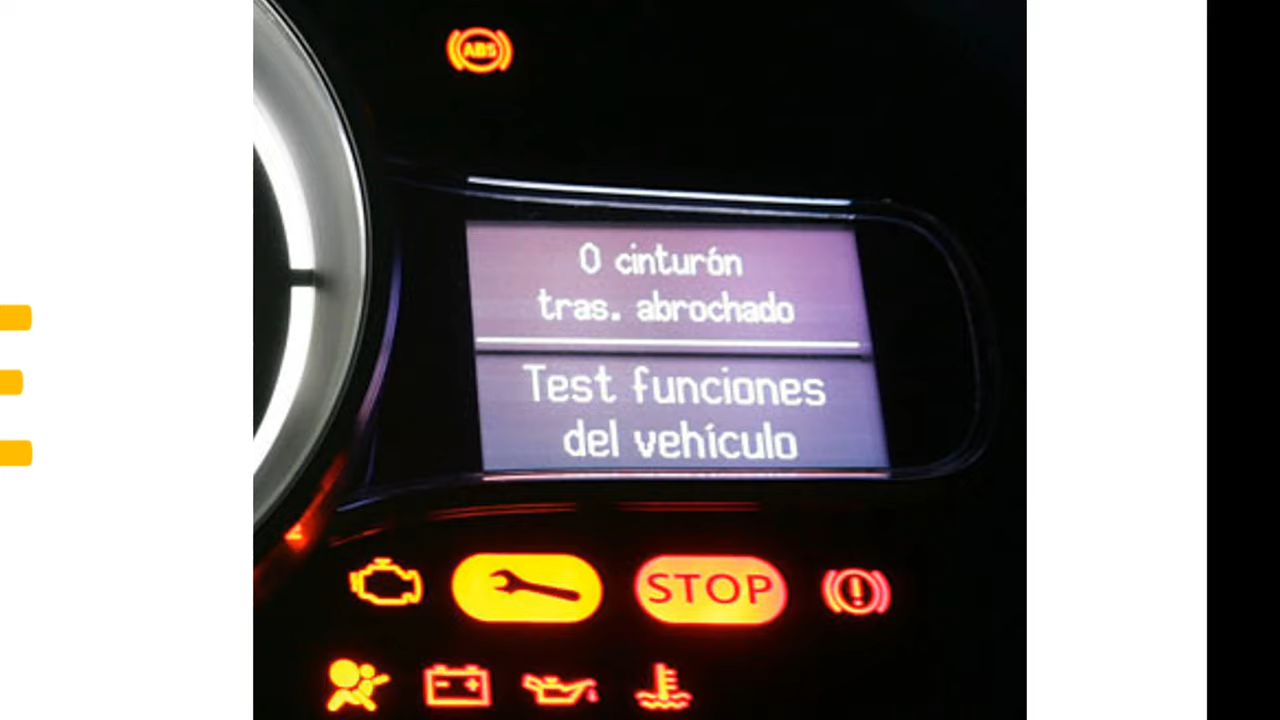 ABS
0 cinturón
tras. abrochado
Test funciones
del vehículo
STOP